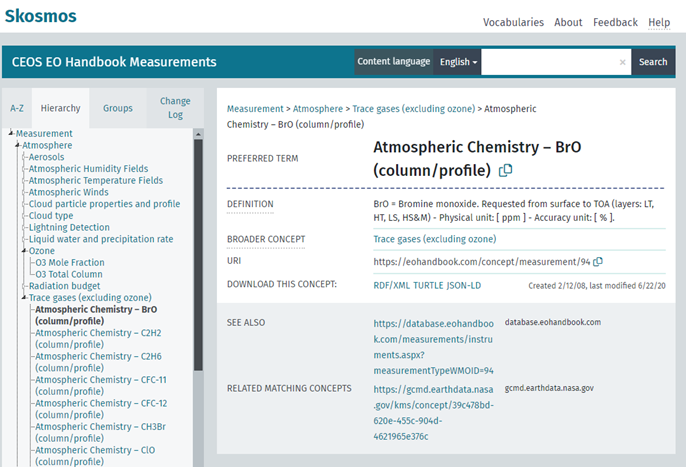 Skosmos
Vocabularies About Feedback Help
CEOS EO Handbook Measurements
Content language English Search
A-Z Hierarchy Groups Change Log
Measurement
Atmosphere
Aerosols
Atmospheric Humidity Fields
Atmospheric Temperature Fields
Atmospheric Winds
Cloud particle properties and profile
Cloud type
Lightning Detection
Liquid water and precipitation rate
Ozone
O3 Mole Fraction
O3 Total Column
Radiation budget
Trace gases (excluding ozone)
Atmospheric Chemistry – BrO
(column/profile)
Atmospheric Chemistry – C2H2
(column/profile)
Atmospheric Chemistry – C2H6
(column/profile)
Atmospheric Chemistry – CFC-11
(column/profile)
Atmospheric Chemistry – CFC-12
(column/profile)
Atmospheric Chemistry – CH3Br
(column/profile)
Atmospheric Chemistry – ClO
(column/profile)
Measurement > Atmosphere > Trace gases (excluding ozone) > Atmospheric
Chemistry – BrO (column/profile)
PREFERRED TERM
Atmospheric Chemistry – BrO
(column/profile)
DEFINITION
BrO = Bromine monoxide. Requested from surface to TOA (layers: LT,
HT, LS, HS&M) - Physical unit: [ ppm ] - Accuracy unit: [ % ].
BROADER CONCEPT
Trace gases (excluding ozone)
URI
https://eohandbook.com/concept/measurement/94
DOWNLOAD THIS CONCEPT:
RDF/XML TURTLE JSON-LD
Created 2/12/08, last modified 6/22/20
SEE ALSO
https://database.eohandboo
k.com/measurements/instru
ments.aspx?
measurementTypeWMOID=94
database.eohandbook.com
RELATED MATCHING CONCEPTS
https://gcmd.earthdata.nasa
.gov/kms/concept/39c478bd-
620e-455c-904d-
4621965e376c
gcmd.earthdata.nasa.gov